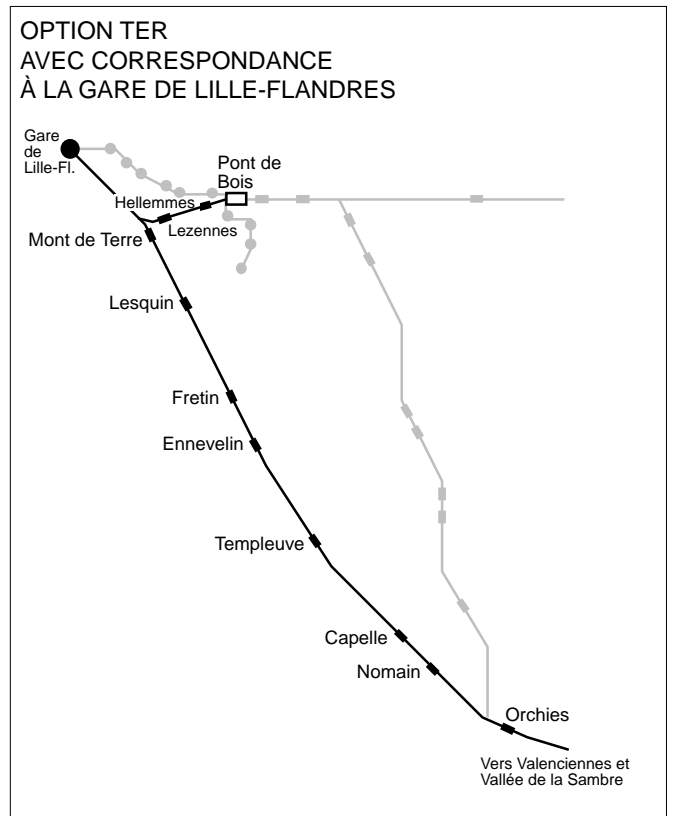 OPTION TER
AVEC CORRESPONDANCE
À LA GARE DE LILLE-FLANDRES
Gare
de
Lille-Fl.
Pont de
Bois
Hellemmes
Lezennes
Mont de Terre
Lesquin
Fretin
Ennevelin
Templeuve
Capelle
Nomain
Orchies
Vers Valenciennes et
Vallée de la Sambre